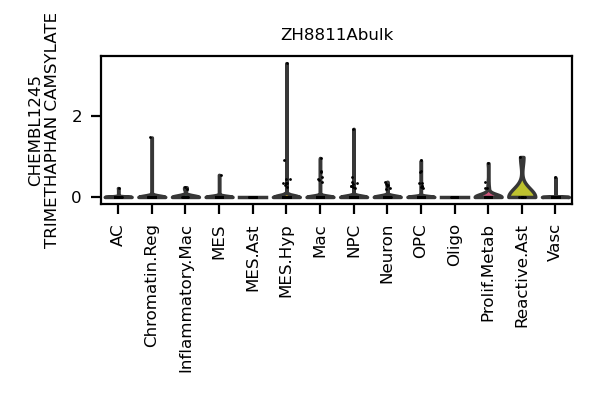 ZH8811Abulk
CHEMBL1245
TRIMETHAPHAN CAMSYLATE
2
0
AC
Chromatin.Reg
Inflammatory.Mac
MES
MES.Ast
MES.Hyp
Mac
NPC
Neuron
OPC
Oligo
Prolif.Metab
Reactive.Ast
Vasc